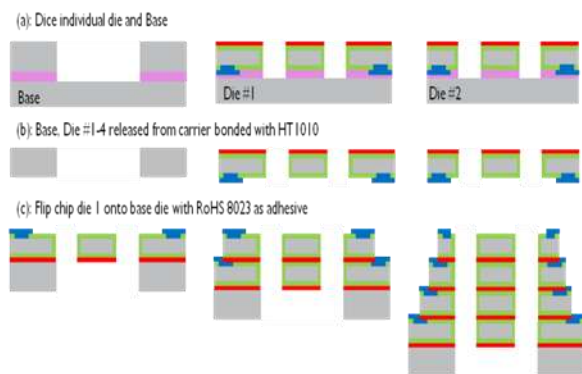 (a): Dice individual die and Base
Base
Die #1
Die #2
(b): Base, Die #1-4 released from carrier bonded with HT1010
(c): Flip chip die 1 onto base die with RoHS 8023 as adhesive